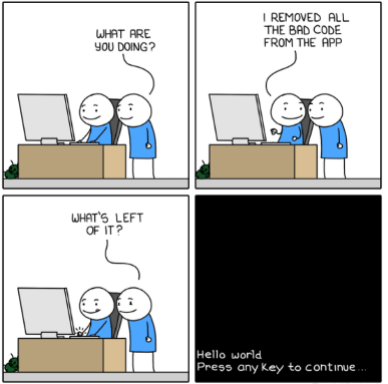 WHAT ARE
YOU DOING?
I REMOVED ALL
THE BAD CODE
FROM THE APP
WHAT'S LEFT
OF IT?
Hello world
Press any Key to continue...